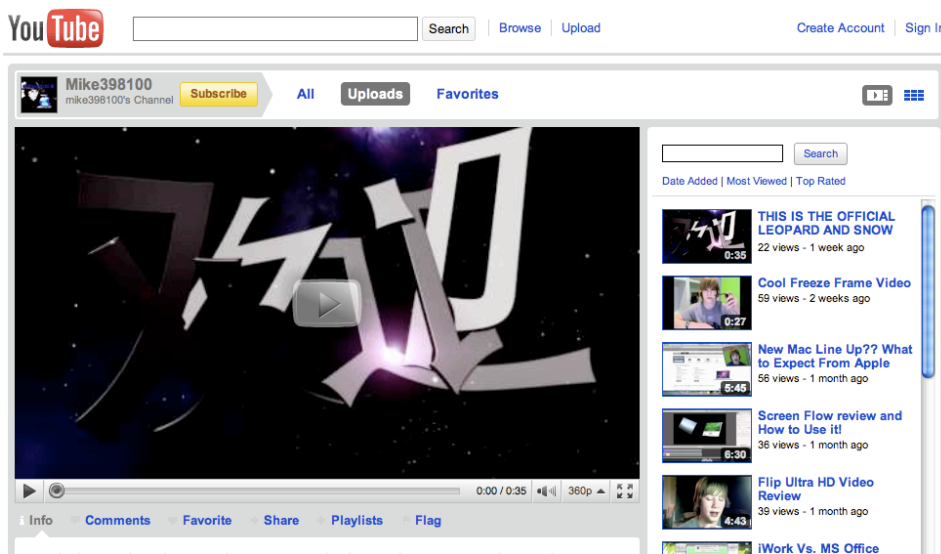 YouTube
Search
Browse
Upload
Create Account
Sign In
Mike398100
mike398100's Channel
Subscribe
All
Uploads
Favorites
欢迎
0:00 / 0:35
360p
Info
Comments
Favorite
Share
Playlists
Flag
Search
Date Added | Most Viewed | Top Rated
0:35
THIS IS THE OFFICIAL
LEOPARD AND SNOW
22 views - 1 week ago
0:27
Cool Freeze Frame Video
59 views - 2 weeks ago
5:45
New Mac Line Up?? What
to Expect From Apple
56 views - 1 month ago
6:30
Screen Flow review and
How to Use it!
36 views - 1 month ago
4:43
Flip Ultra HD Video
Review
39 views - 1 month ago
iWork Vs. MS Office